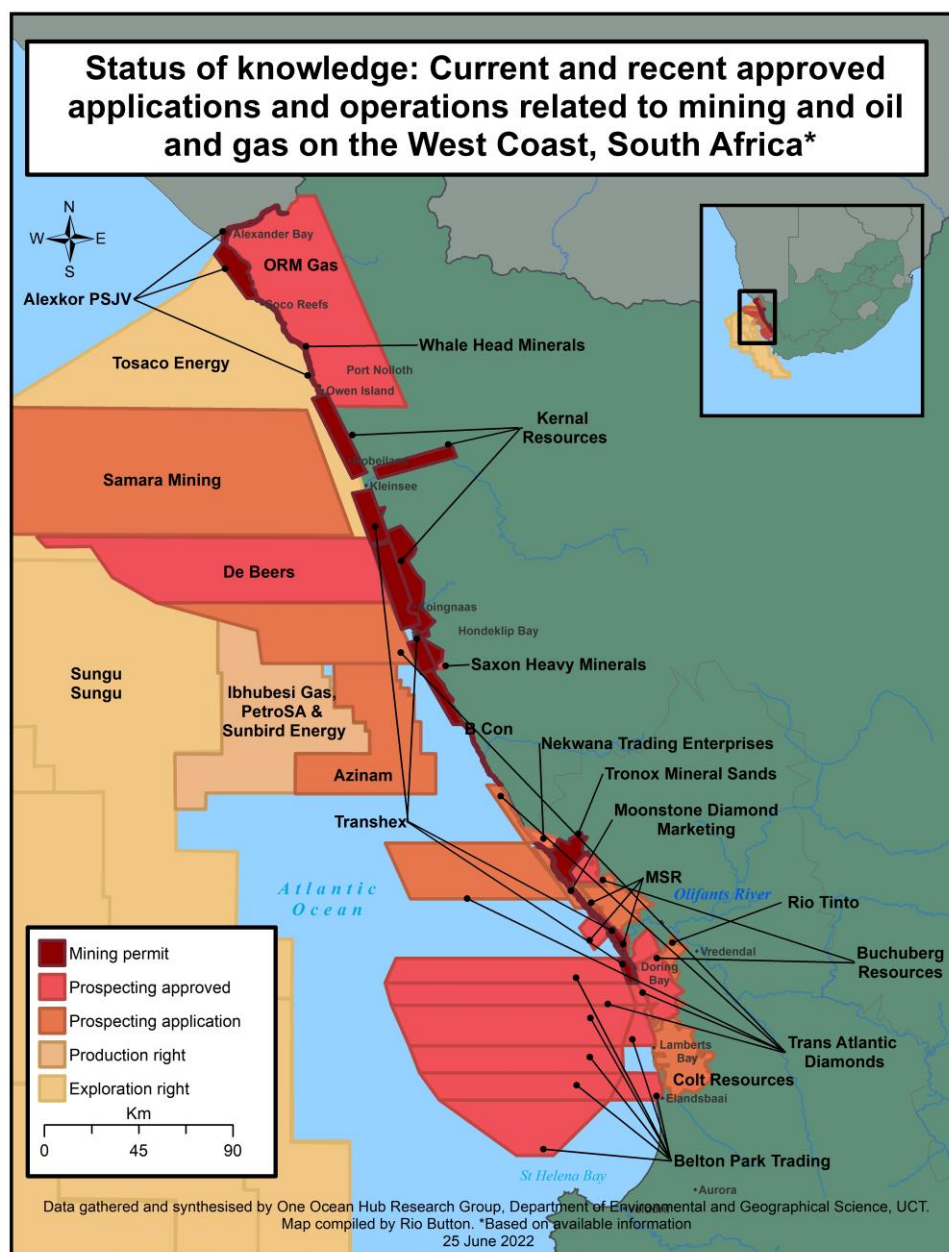 Status of knowledge: Current and recent approved
applications and operations related to mining and oil
and gas on the West Coast, South Africa*
N
W
E
S
Alexander Bay
ORM Gas
Alexkor PSJV
Boco Reefs
Whale Head Minerals
Tosaco Energy
Port Nolloth
Owen Island
Kernal
Resources
Samara Mining
Kleinsee
De Beers
Koingnaas
Hondeklip Bay
Saxon Heavy Minerals
Sungu
Sungu
Ibhubesi Gas,
PetroSA &
Sunbird Energy
B Con
Nekwana Trading Enterprises
Azinam
Tronox Mineral Sands
Moonstone Diamond
Marketing
Transhex
MSR
Atlantic
Ocean
Olifants River
Rio Tinto
Vredendal
Buchuberg
Resources
Doring
Bay
Mining permit
Prospecting approved
Prospecting application
Production right
Exploration right
Km
0 45 90
Lamberts
Bay
Trans Atlantic
Diamonds
Colt Resources
Elandsbaai
Belton Park Trading
St Helena Bay
Aurora
Data gathered and synthesised by One Ocean Hub Research Group, Department of Environmental and Geographical Science, UCT.
Map compiled by Rio Button. *Based on available information
25 June 2022